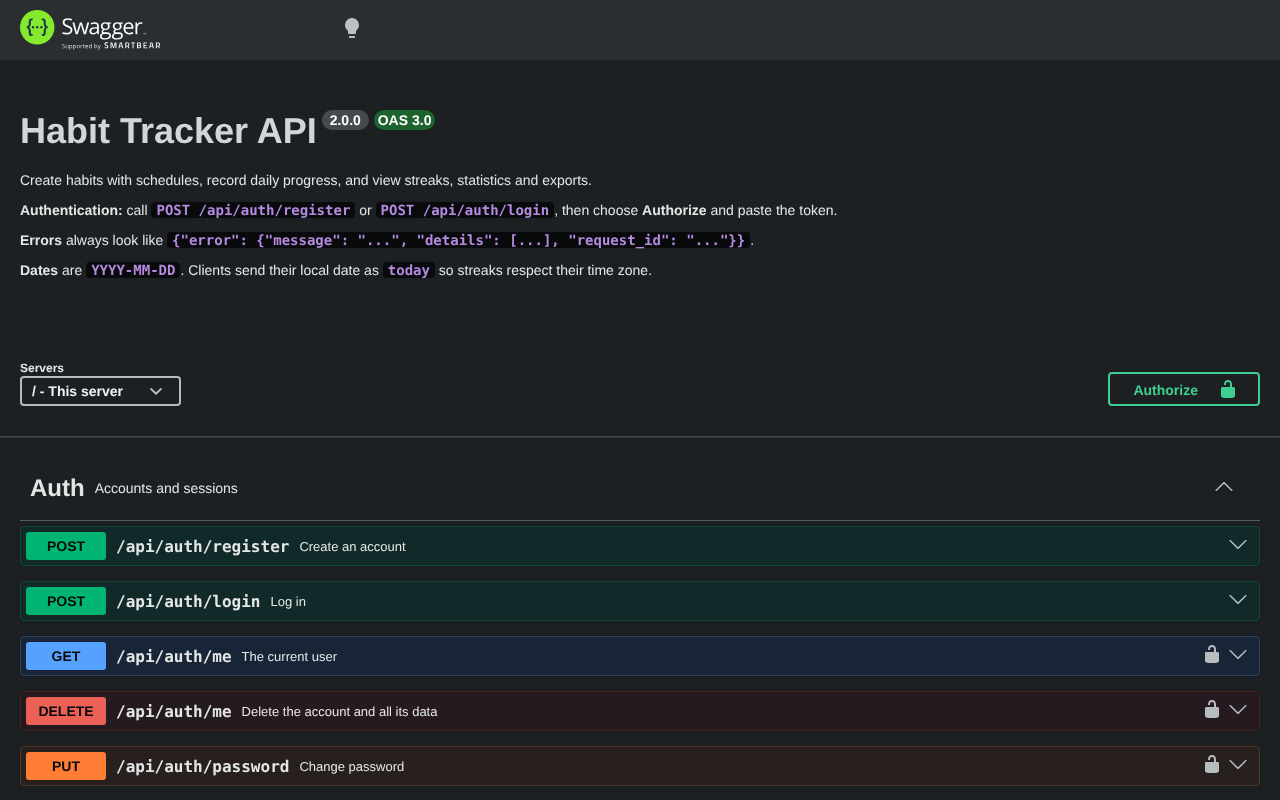 {···} Swagger
Supported by SMARTBEAR
Habit Tracker API 2.0.0 OAS 3.0
Create habits with schedules, record daily progress, and view streaks, statistics and exports.
Authentication: call POST /api/auth/register or POST /api/auth/login, then choose Authorize and paste the token.
Errors always look like {"error": {"message": "...", "details": [...], "request_id": "..."}}.
Dates are YYYY-MM-DD. Clients send their local date as today so streaks respect their time zone.
Servers
/ - This server
Authorize
Auth Accounts and sessions
POST /api/auth/register Create an account
POST /api/auth/login Log in
GET /api/auth/me The current user
DELETE /api/auth/me Delete the account and all its data
PUT /api/auth/password Change password